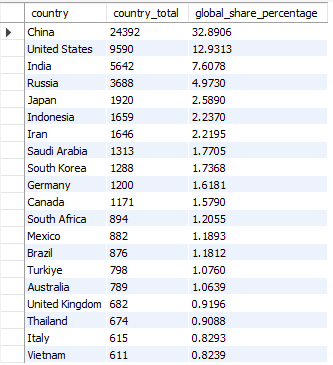 country country_total global_share_percentage
China 24392 32.8906
United States 9590 12.9313
India 5642 7.6078
Russia 3688 4.9730
Japan 1920 2.5890
Indonesia 1659 2.2370
Iran 1646 2.2195
Saudi Arabia 1313 1.7705
South Korea 1288 1.7368
Germany 1200 1.6181
Canada 1171 1.5790
South Africa 894 1.2055
Mexico 882 1.1893
Brazil 876 1.1812
Turkiye 798 1.0760
Australia 789 1.0639
United Kingdom 682 0.9196
Thailand 674 0.9088
Italy 615 0.8293
Vietnam 611 0.8239